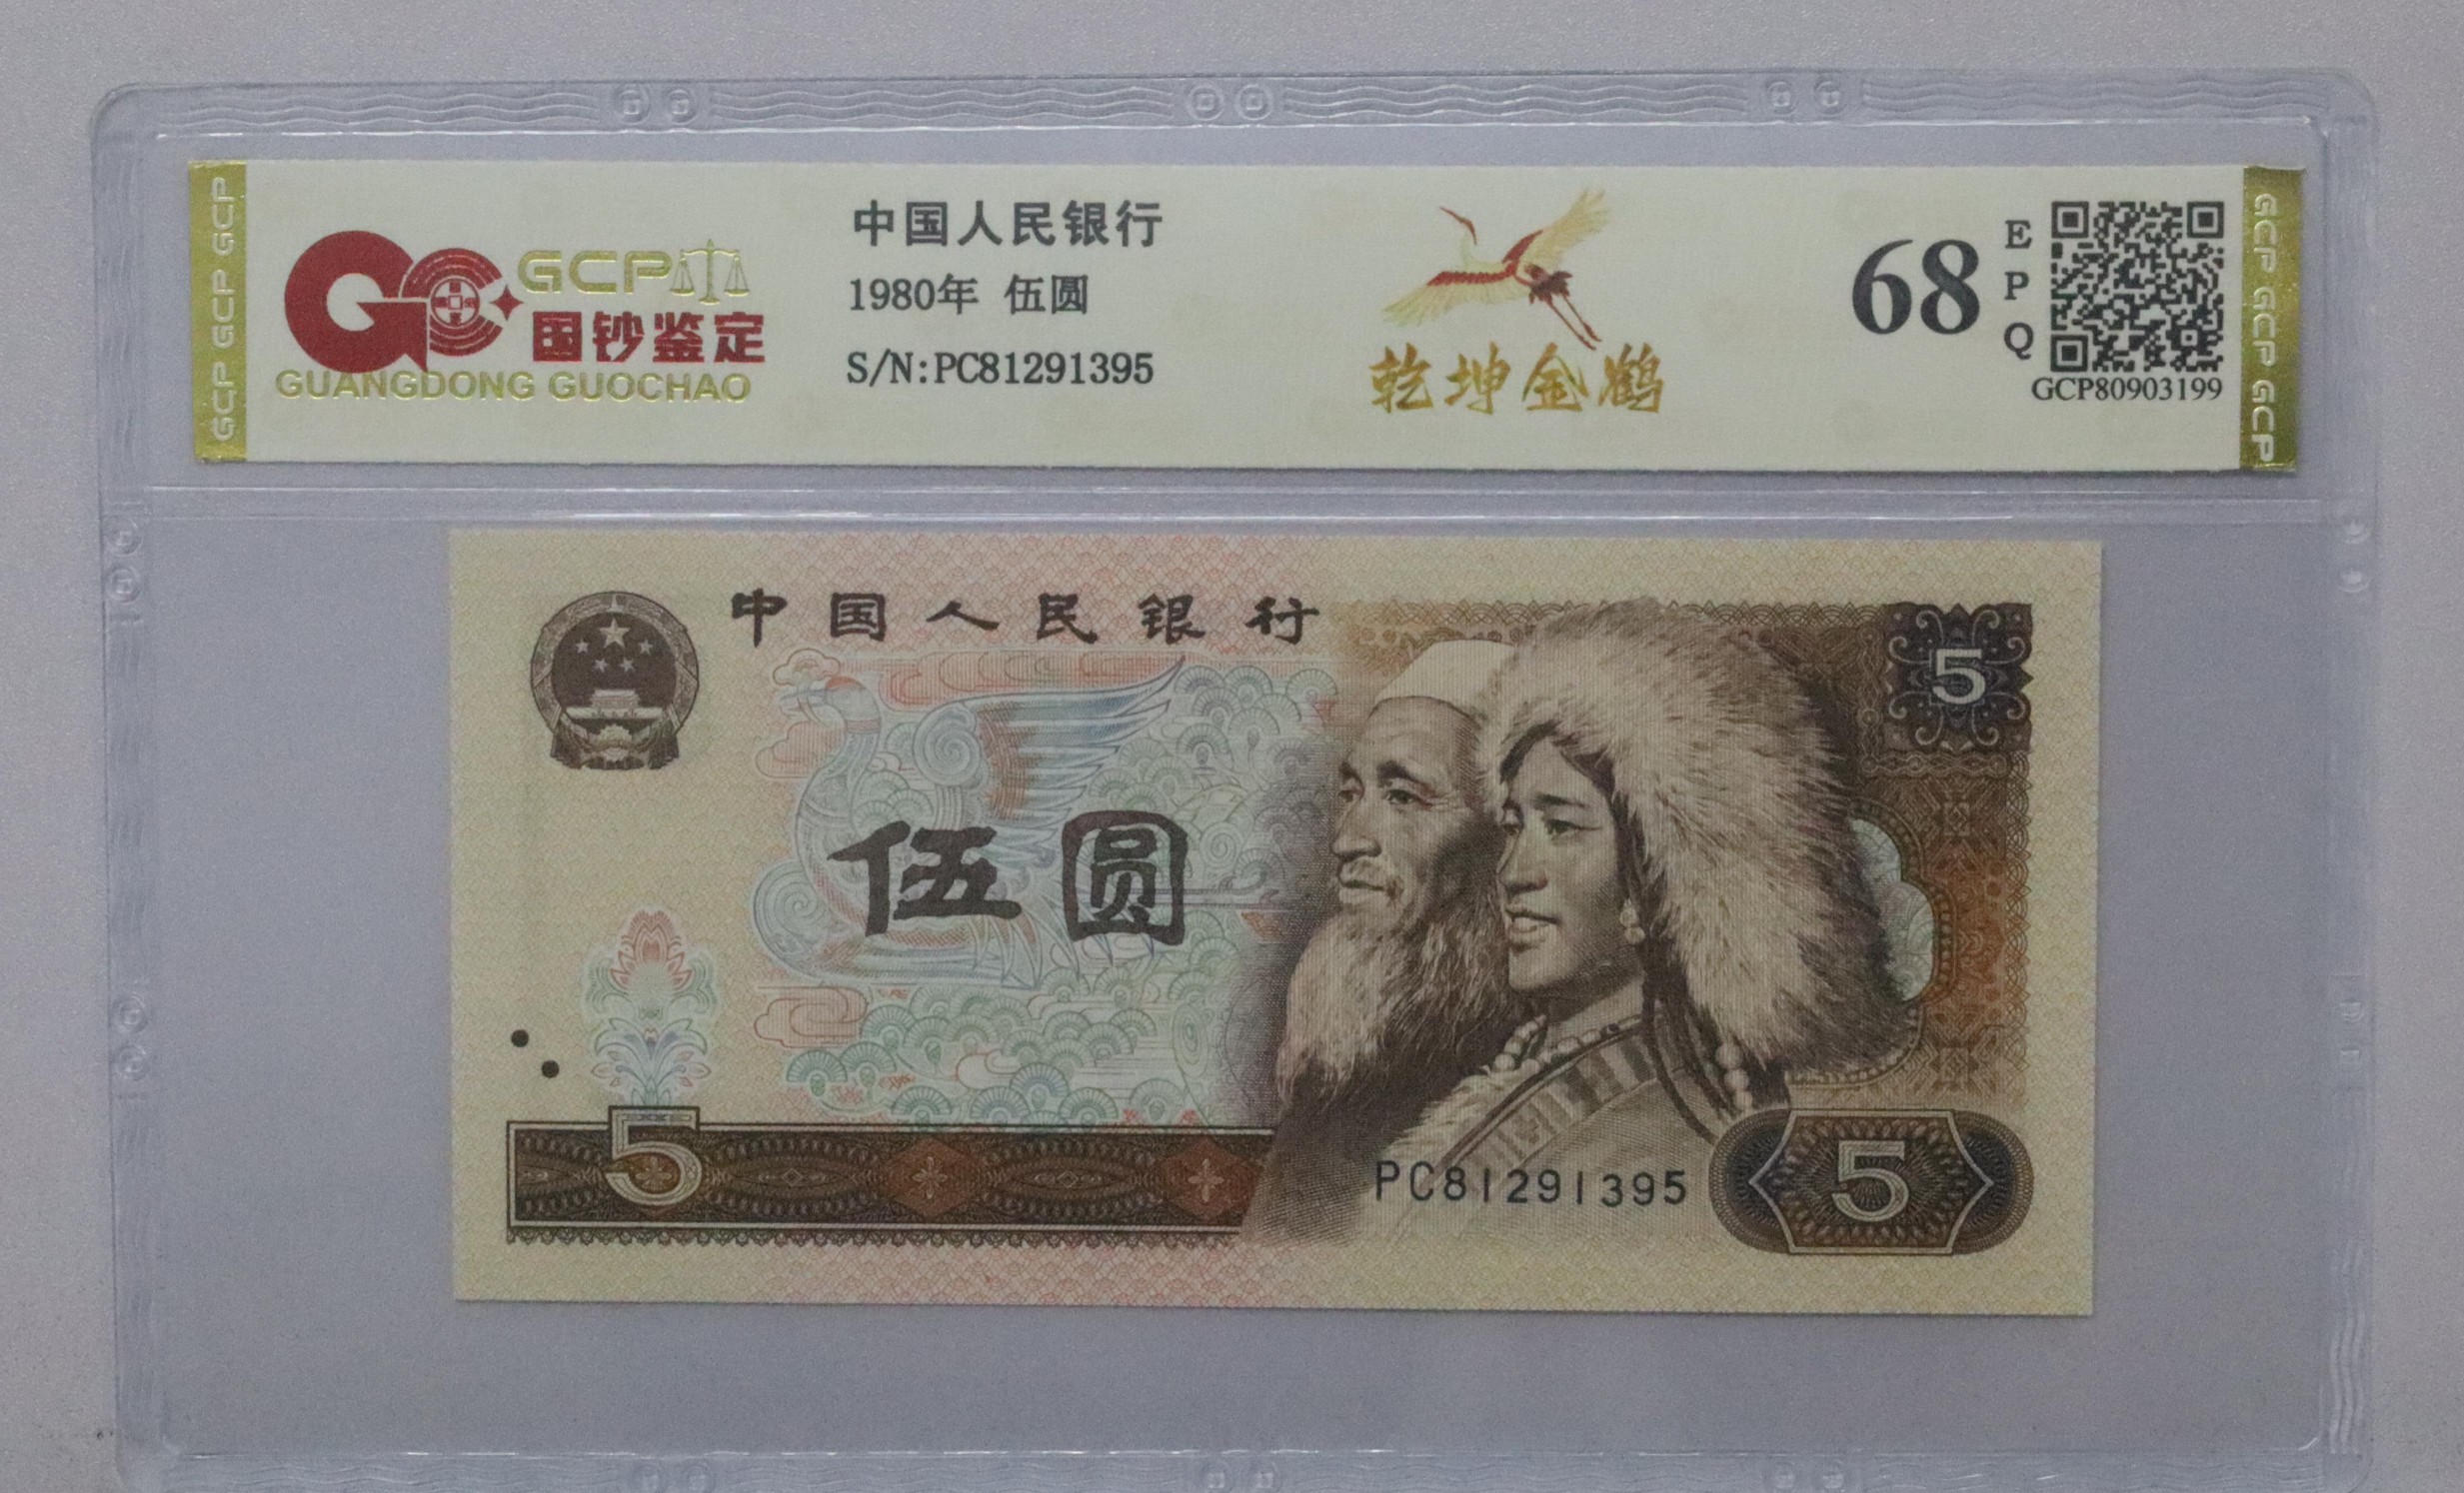 GCP GCP GCP
GCP
国钞鉴定
GUANGDONG GUOCHAO
中国人民银行
1980年 伍圆
S/N:PC81291395
乾坤金鹤
68
E
P
Q
GCP80903199
GCP GCP GCP
中国人民银行
5
伍圆
5
PC81291395
5